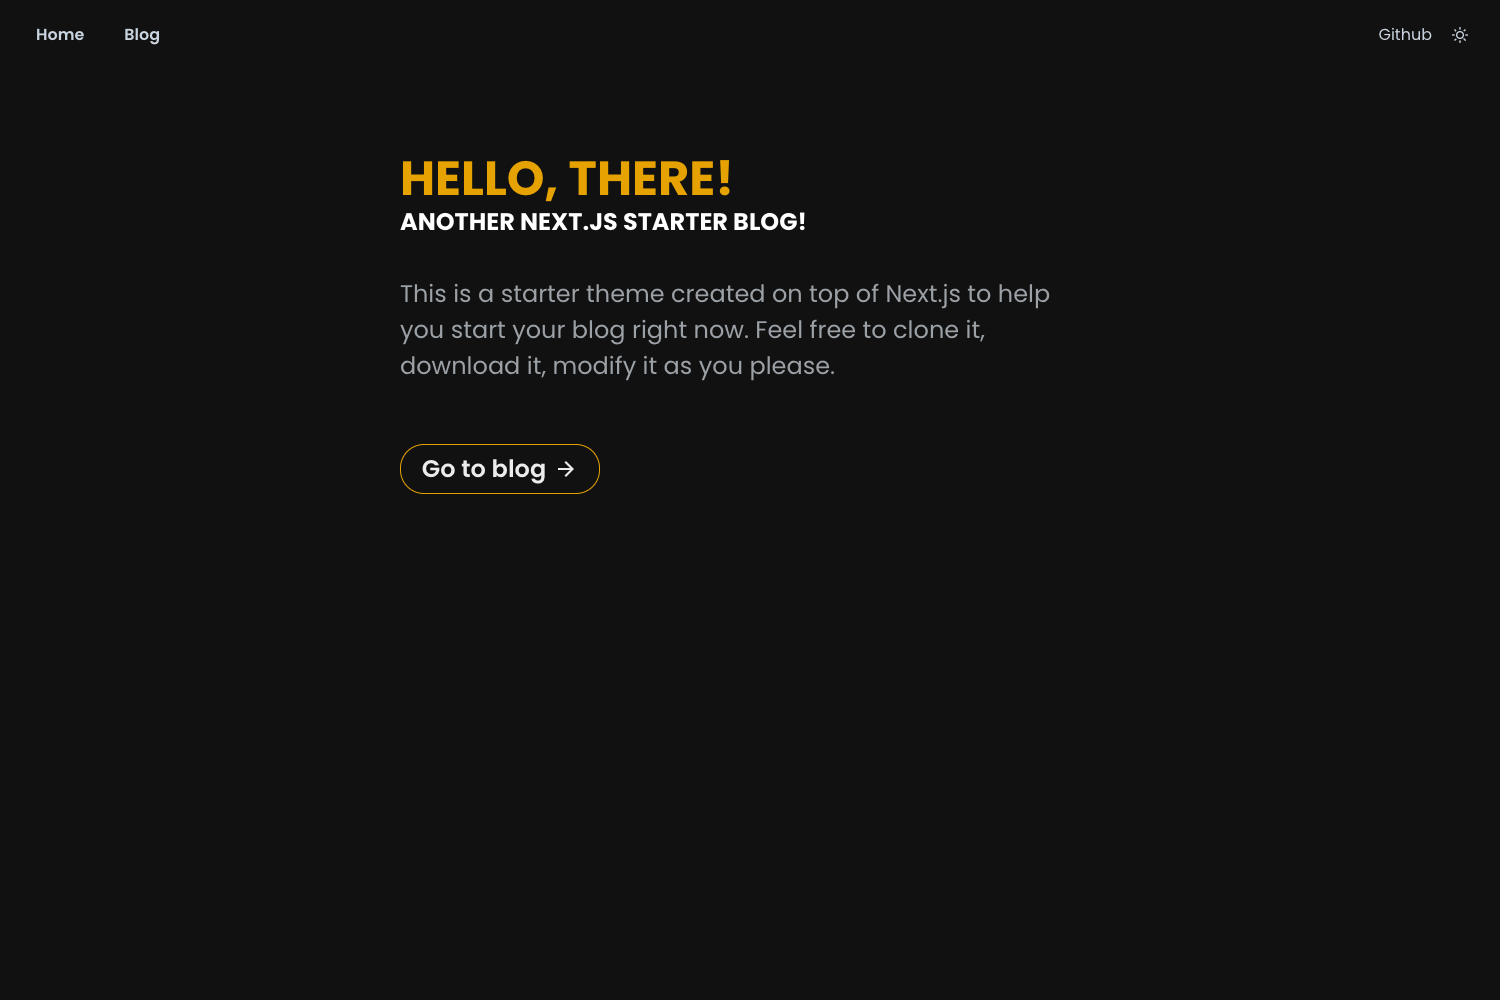 Home
Blog
Github
HELLO, THERE!
ANOTHER NEXT.JS STARTER BLOG!
This is a starter theme created on top of Next.js to help
you start your blog right now. Feel free to clone it,
download it, modify it as you please.
Go to blog →